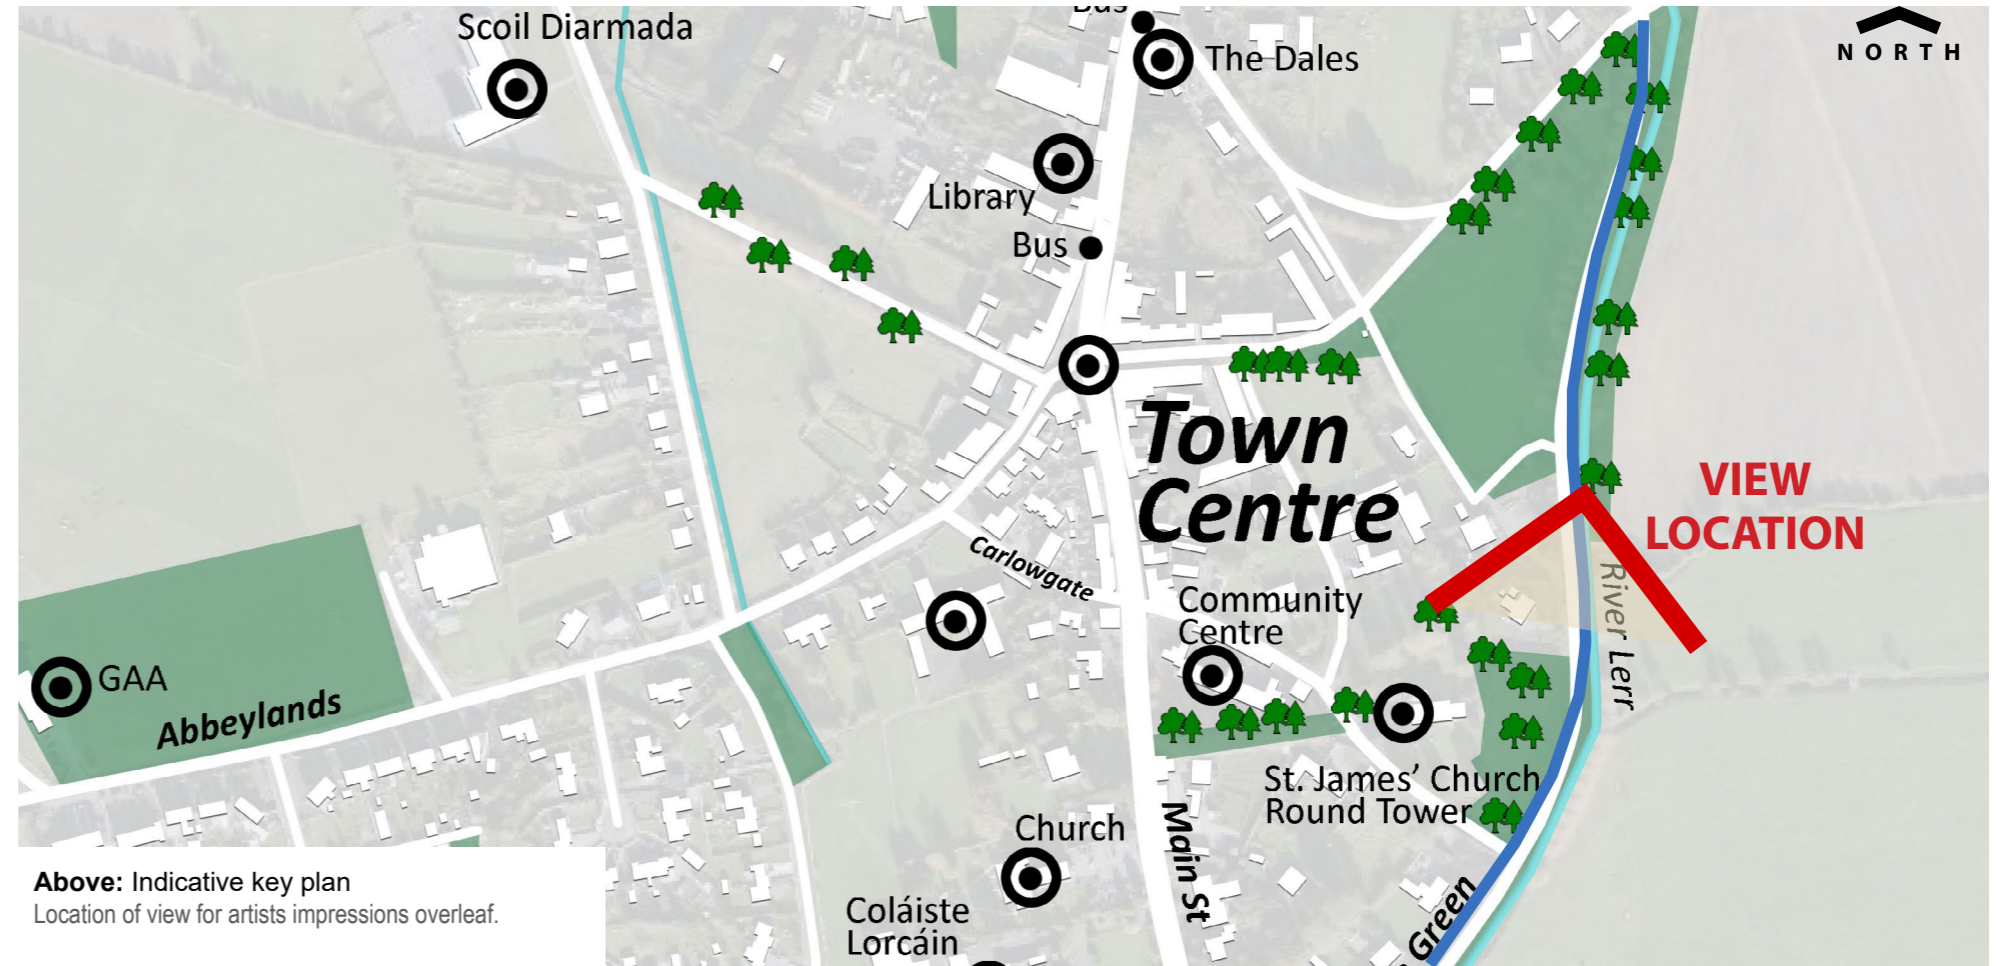 Scoil Diarmada
Bus
The Dales
NORTH
Library
Bus
Town
Centre
VIEW
LOCATION
Carlowgate
River Lerr
Community
Centre
GAA
Abbeylands
St. James’ Church
Round Tower
Main St
Church
Coláiste
Lorcáin
Green
Above: Indicative key plan
Location of view for artists impressions overleaf.